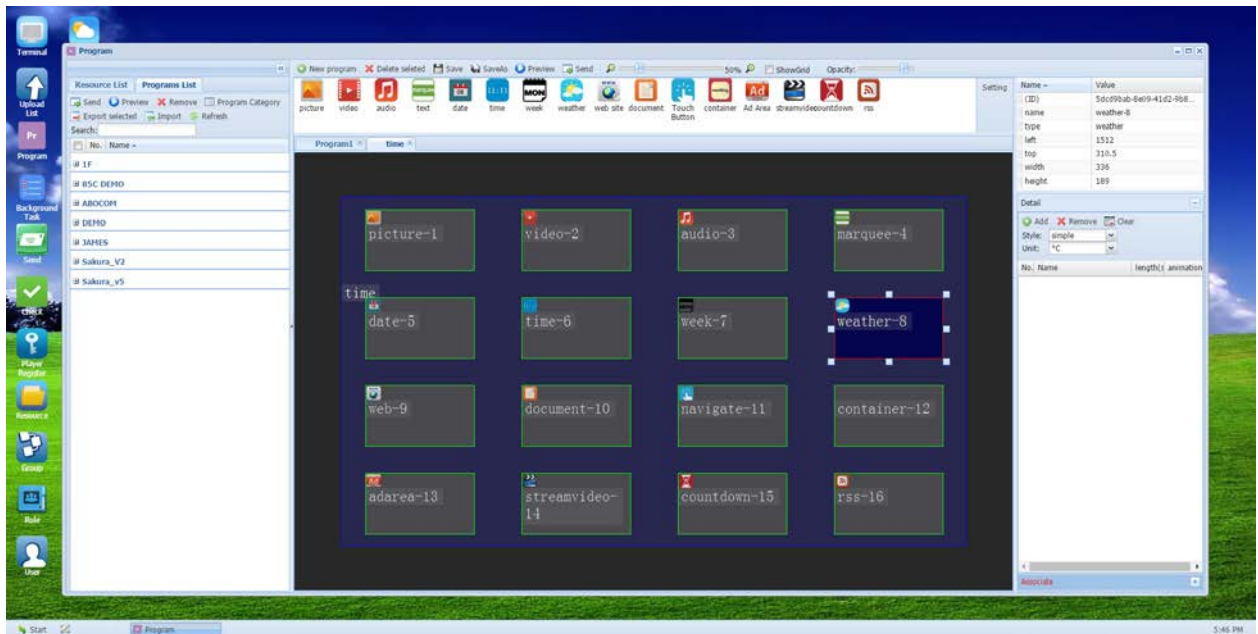 Terminal
Upload
List
Pr
Program
Background
Task
Send
Check
Player
Register
Resource
Group
Role
User
Program
Resource List Programs List
Send Preview Remove Program Category
Export selected Import Refresh
Search:
No. Name
1F
85C DEMO
ABOCOM
DEMO
JAMES
Sakura_V2
Sakura_v5
New program Delete seleted Save SaveAs Preview Send 50% ShowGrid Opacity:
MON
Ad
picture video audio text date time week weather web site document Touch
Button container Ad Area streamvideo countdown rss
Setting
Program1 time
picture-1 video-2 audio-3 marquee-4
time
date-5 time-6 week-7 weather-8
web-9 document-10 navigate-11 container-12
adarea-13 streamvideo-
14 countdown-15 rss-16
Name Value
(ID) 5dcd9bab-8e09-41d2-9b8...
name weather-8
type weather
left 1512
top 310.5
width 336
height 189
Detail
Add Remove Clear
Style: simple
Unit: °C
No. Name length(s animation
Associate
Start Program 5:46 PM